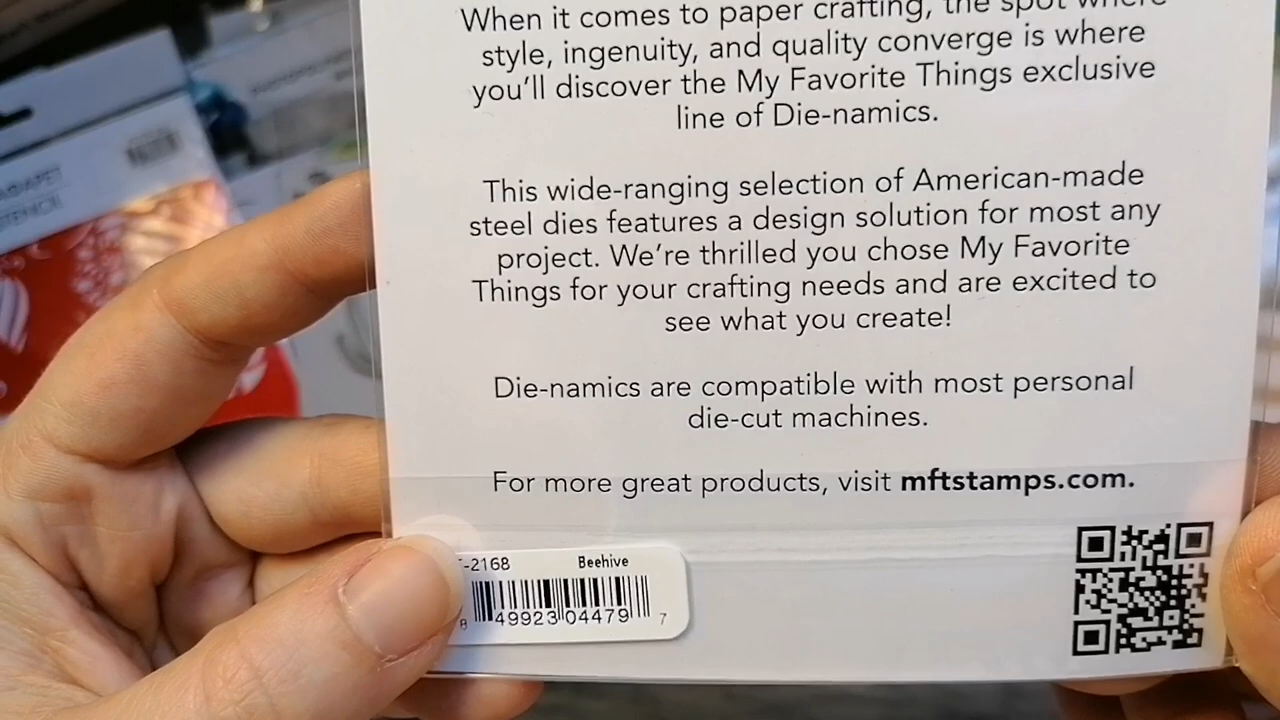 When it comes to paper crafting, the spot where
style, ingenuity, and quality converge is where
you'll discover the My Favorite Things exclusive
line of Die-namics.
This wide-ranging selection of American-made
steel dies features a design solution for most any
project. We're thrilled you chose My Favorite
Things for your crafting needs and are excited to
see what you create!
Die-namics are compatible with most personal
die-cut machines.
For more great products, visit mftstamps.com.
-2168 Beehive
8 49923 04479 7